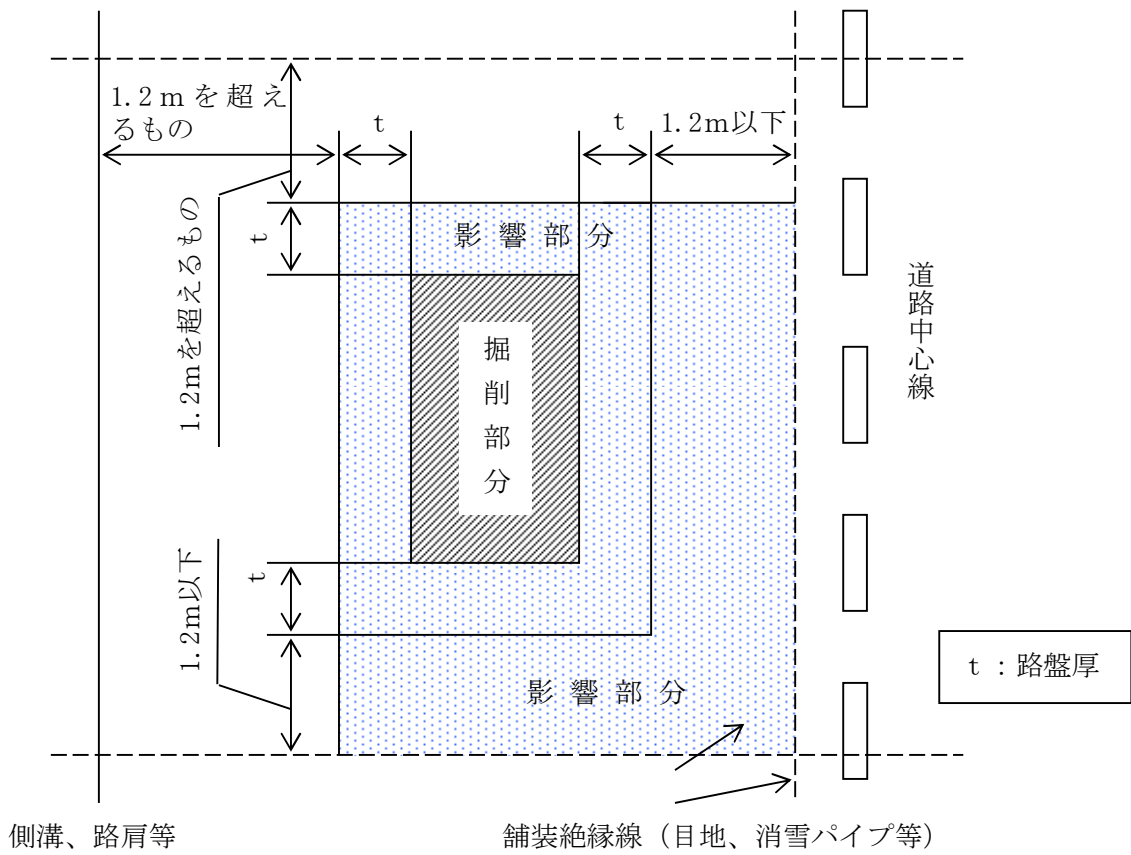 1.2mを超え
るもの
t
t
1.2m以下
1.2mを超えるもの
t
影響部分
道路中心線
掘削部分
1.2m以下
t
t：路盤厚
影響部分
側溝、路肩等
舗装絶縁線（目地、消雪パイプ等）